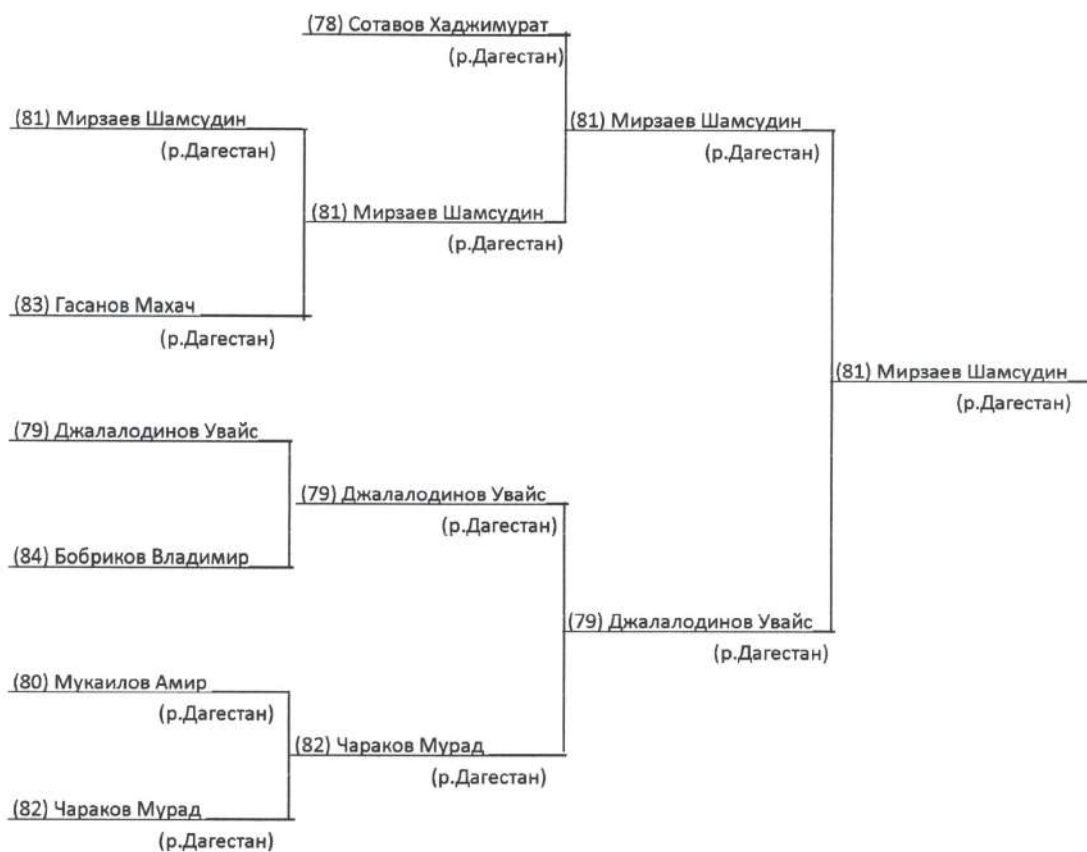 (78) Сотавов Хаджимурат
(р.Дагестан)
(81) Мирзаев Шамсудин
(р.Дагестан)
(81) Мирзаев Шамсудин
(р.Дагестан)
(81) Мирзаев Шамсудин
(р.Дагестан)
(83) Гасанов Махач
(р.Дагестан)
(81) Мирзаев Шамсудин
(р.Дагестан)
(79) Джалалодинов Увайс
(79) Джалалодинов Увайс
(р.Дагестан)
(84) Бобриков Владимир
(79) Джалалодинов Увайс
(р.Дагестан)
(80) Мукаилов Амир
(р.Дагестан)
(82) Чараков Мурад
(р.Дагестан)
(82) Чараков Мурад
(р.Дагестан)